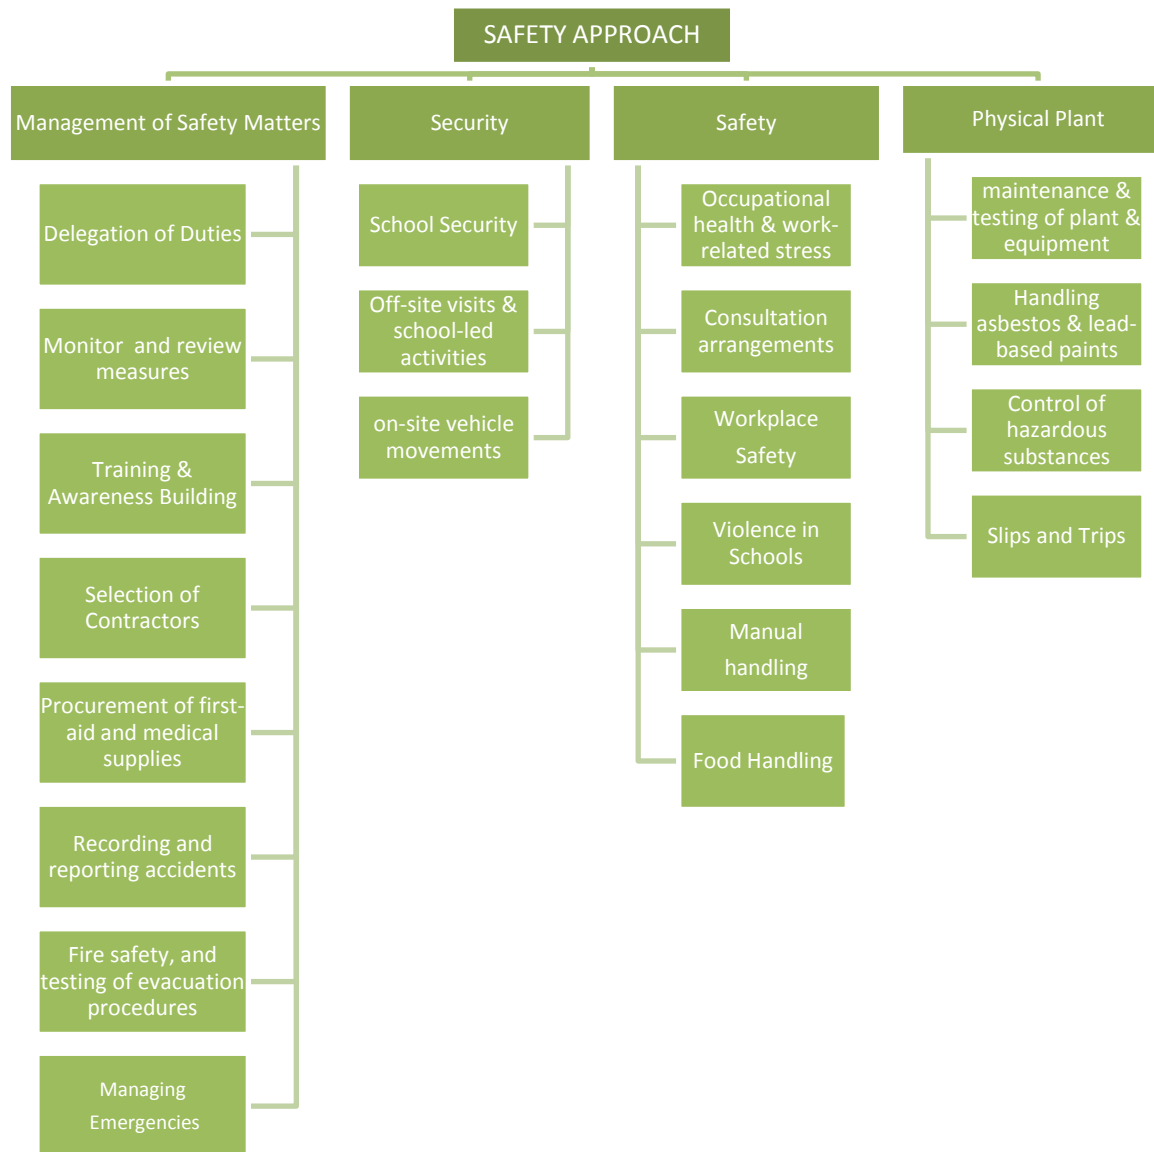 SAFETY APPROACH
Management of Safety Matters
Delegation of Duties
Monitor and review
measures
Training &
Awareness Building
Selection of
Contractors
Procurement of first-
aid and medical
supplies
Recording and
reporting accidents
Fire safety, and
testing of evacuation
procedures
Managing
Emergencies
Security
School Security
Off-site visits &
school-led
activities
on-site vehicle
movements
Safety
Occupational
health & work-
related stress
Consultation
arrangements
Workplace
Safety
Violence in
Schools
Manual
handling
Food Handling
Physical Plant
maintenance &
testing of plant &
equipment
Handling
asbestos & lead-
based paints
Control of
hazardous
substances
Slips and Trips